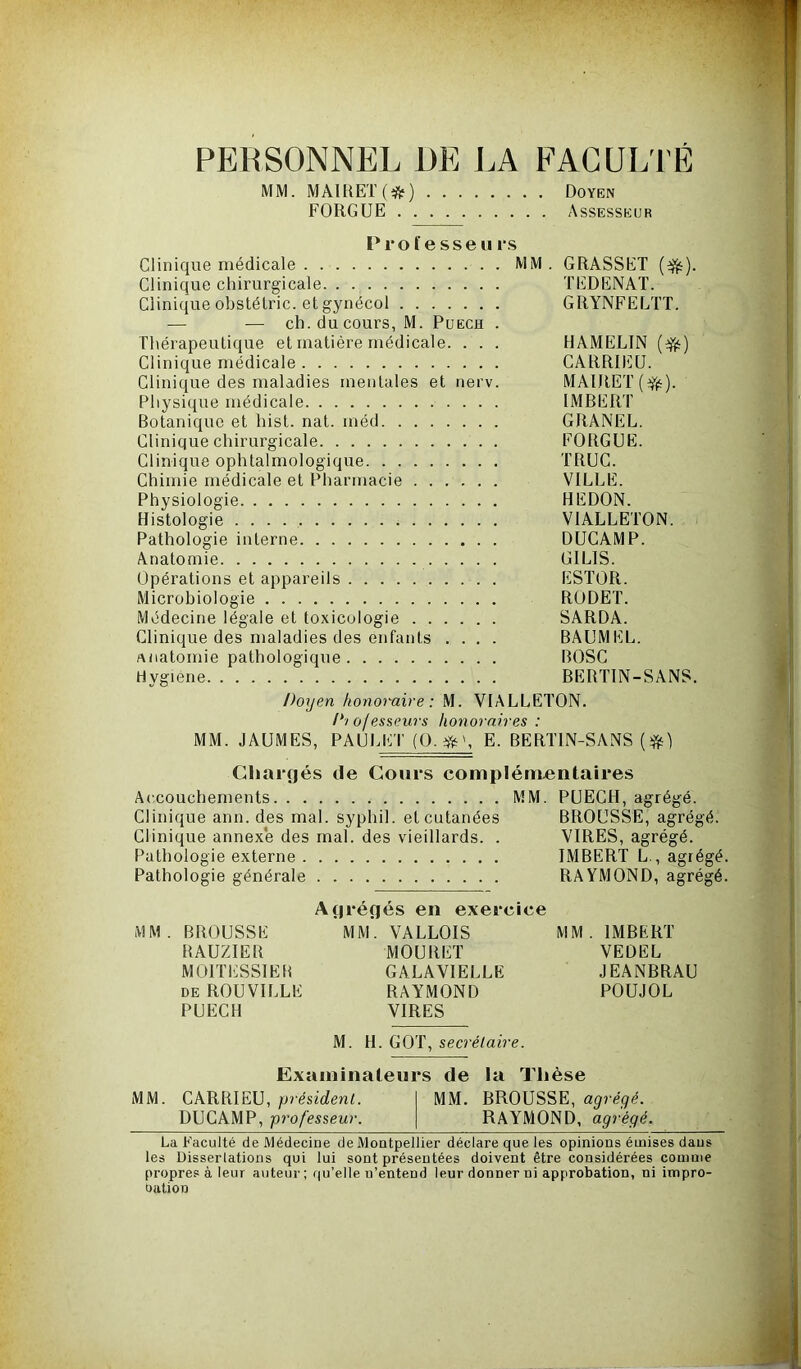 PERSONNEL DE LA FACULTÉ
MM. MAIRET (✻) . . . . . . . . Doyen
FORGUE . . . . . . . . . . Assesseur
Professeurs
Clinique médicale . . . . . . . . . . . . . MM. GRASSET (✻).
Clinique chirurgicale. . . . . . . . . . . . TEDENAT.
Clinique obstétric. et gynécol . . . . . . . GRYNFELTT.
— — ch. du cours, M. Puech .
Thérapeutique et matière médicale. . . . HAMELIN (✻)
Clinique médicale . . . . . . . . . . . . . CARRIEU.
Clinique des maladies mentales et nerv. MAIRET (✻).
Physique médicale. . . . . . . . . . . . . IMBERT
Botanique et hist. nat. méd. . . . . . . . GRANEL.
Clinique chirurgicale. . . . . . . . . . . . FORGUE.
Clinique ophtalmologique. . . . . . . . . TRUC.
Chimie médicale et Pharmacie . . . . . . VILLE.
Physiologie. . . . . . . . . . . . . . . . . HEDON.
Histologie . . . . . . . . . . . . . . . . . VIALLETON.
Pathologie interne. . . . . . . . . . . . . DUCAMP.
Anatomie. . . . . . . . . . . . . . . . . . GILIS.
Opérations et appareils . . . . . . . . . . ESTOR.
Microbiologie . . . . . . . . . . . . . . . RODET.
Médecine légale et toxicologie . . . . . . SARDA.
Clinique des maladies des enfants . . . . BAUMEL.
Anatomie pathologique . . . . . . . . . . BOSC
Hygiène. . . . . . . . . . . . . . . . . . BERTIN-SANS.
Doyen honoraire : M. VIALLETON.
Professeurs honoraires :
MM. JAUMES, PAULET (O. ✻), E. BERTIN-SANS (✻)
Chargés de Cours complémentaires
Accouchements. . . . . . . . . . . . . . . MM. PUECH, agrégé.
Clinique ann. des mal. syphil. et cutanées BROUSSE, agrégé.
Clinique annexe des mal. des vieillards. . VIRES, agrégé.
Pathologie externe . . . . . . . . . . . . . IMBERT L., agrégé.
Pathologie générale . . . . . . . . . . . . RAYMOND, agrégé.
Agrégés en exercice
MM. BROUSSE MM. VALLOIS MM. IMBERT
RAUZIER MOURET VEDEL
MOITESSIER GALAVIELLE JEANBRAU
DE ROUVILLE RAYMOND POUJOL
PUECH VIRES
M. H. GOT, secrétaire.
Examinateurs de la Thèse
MM. CARRIEU, président. MM. BROUSSE, agrégé.
DUCAMP, professeur. RAYMOND, agrégé.
La Faculté de Médecine de Montpellier déclare que les opinions émises dans
les Dissertations qui lui sont présentées doivent être considérées comme
propres à leur auteur ; qu'elle n'entend leur donner ni approbation, ni impro-
bation